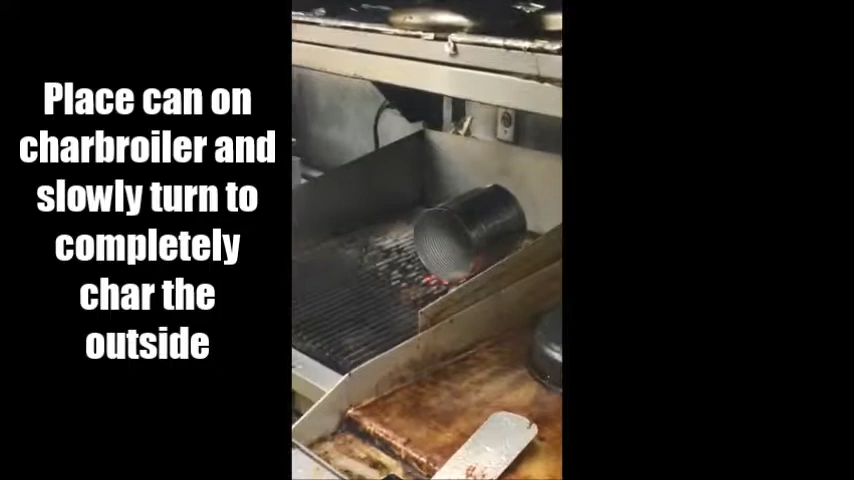 Place can on
charbroiler and
slowly turn to
completely
char the
outside